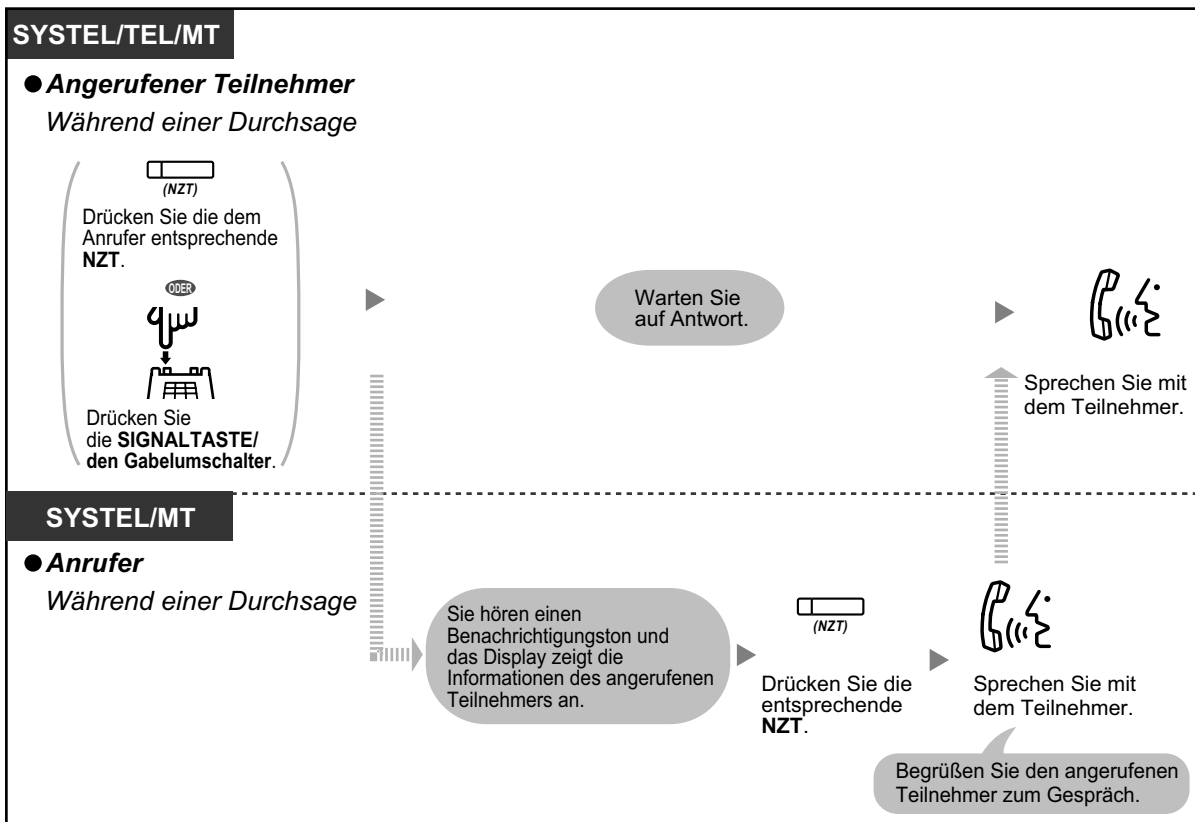 SYSTEL/TEL/MT
●Angerufener Teilnehmer
Während einer Durchsage
(NZT)
Drücken Sie die dem
Anrufer entsprechende
NZT.
ODER
Drücken Sie
die SIGNALTASTE/
den Gabelumschalter.
Warten Sie
auf Antwort.
Sprechen Sie mit
dem Teilnehmer.
SYSTEL/MT
●Anrufer
Während einer Durchsage
Sie hören einen
Benachrichtigungston und
das Display zeigt die
Informationen des angerufenen
Teilnehmers an.
(NZT)
Drücken Sie die
entsprechende
NZT.
Sprechen Sie mit
dem Teilnehmer.
Begrüßen Sie den angerufenen
Teilnehmer zum Gespräch.